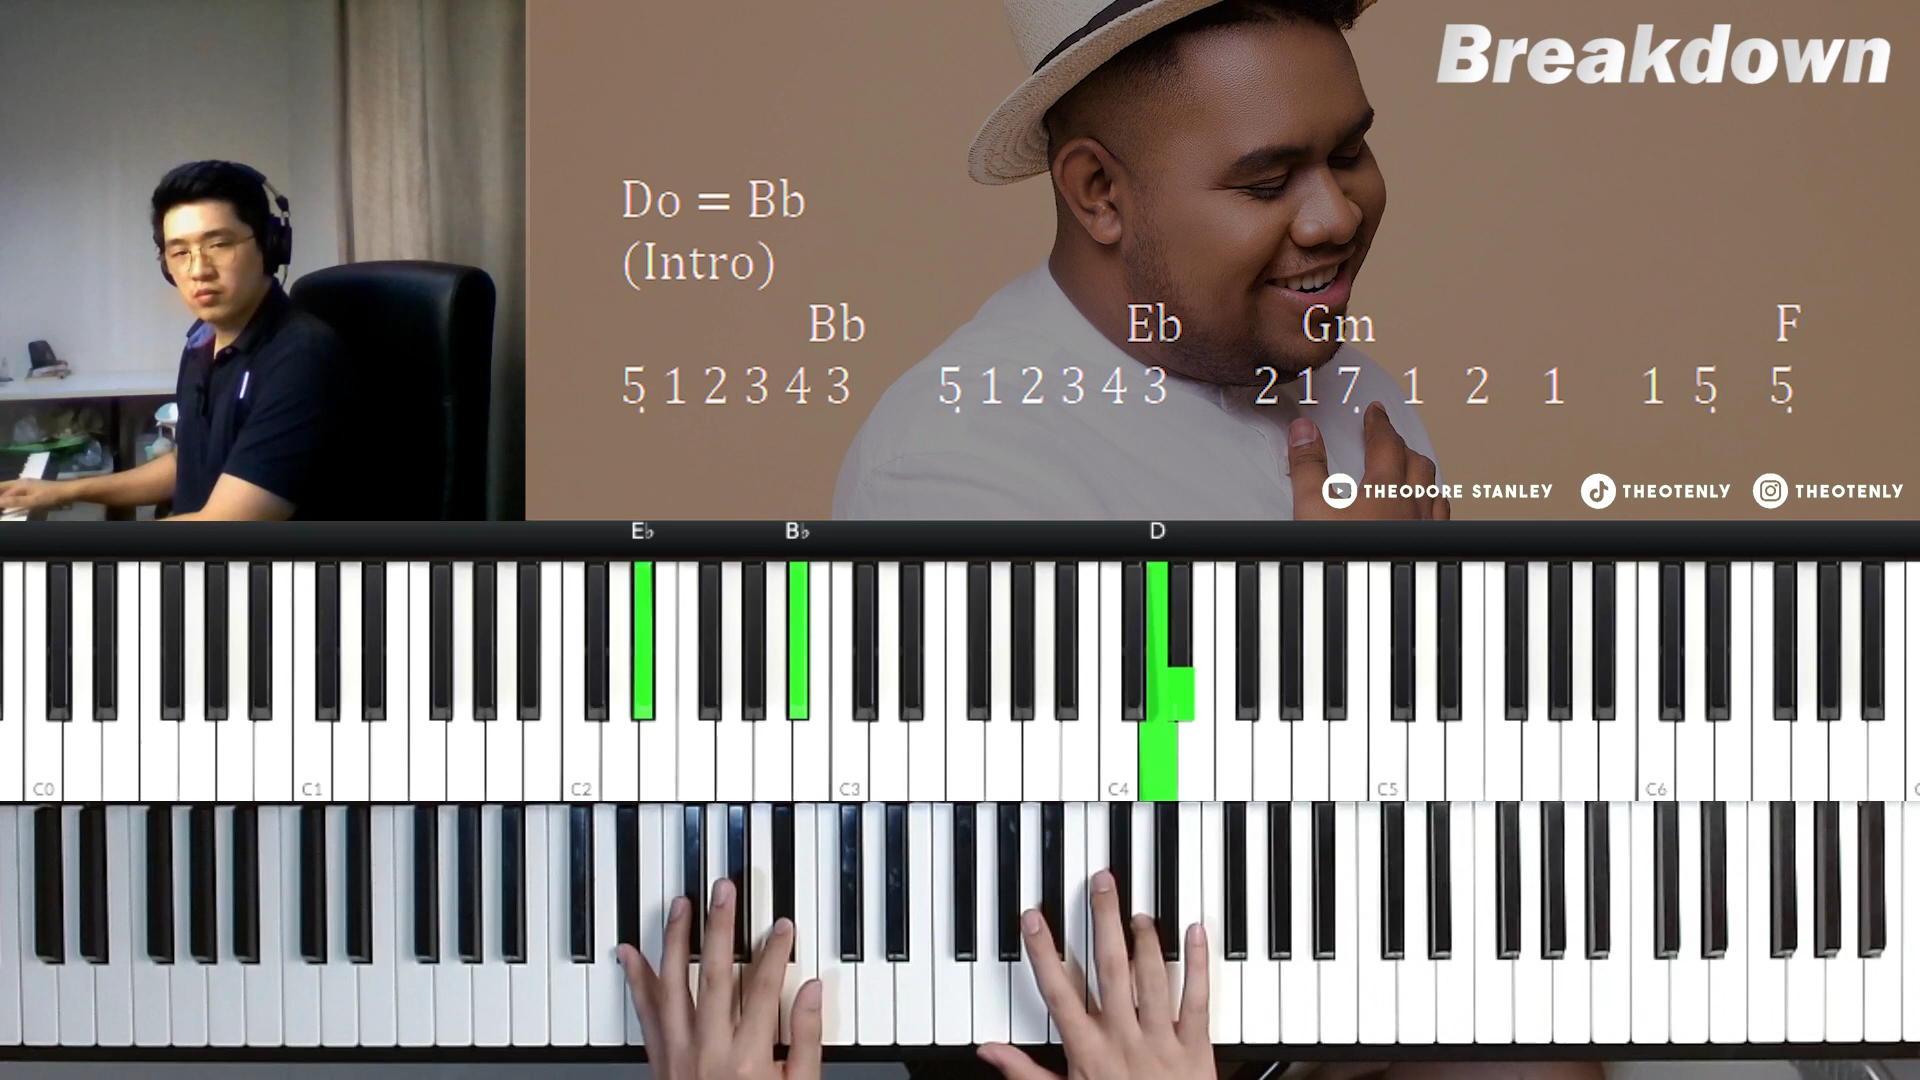 Breakdown
Do = Bb
(Intro)
Bb Eb Gm F
5̣ 1 2 3 4 3 5̣ 1 2 3 4 3 2 1 7̣ 1 2 1 1 5̣ 5̣
THEODORE STANLEY THEOTENLY THEOTENLY
E♭ B♭ D
C0 C1 C2 C3 C4 C5 C6